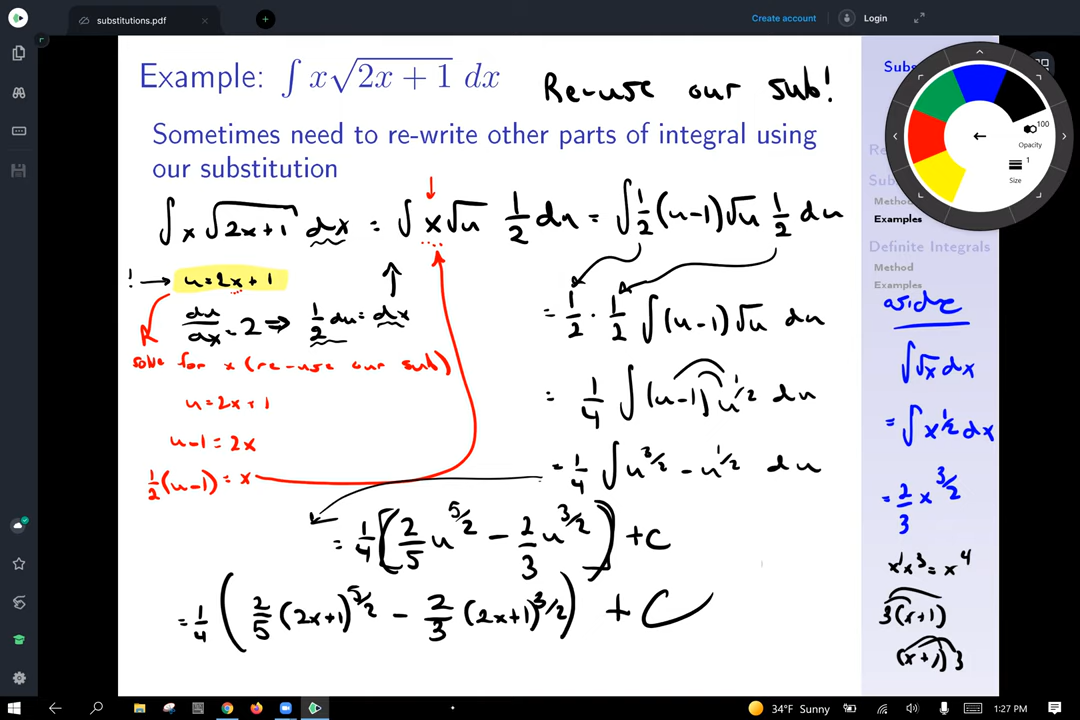 substitutions.pdf
Create account
Login
Example: ∫ x√(2x + 1) dx
Re-use our sub!
Sometimes need to re-write other parts of integral using
our substitution
∫ x √(2x+1) dx = ∫ x √u 1/2 du = ∫ 1/2 (u-1) √u 1/2 du
! → u = 2x + 1
du/dx = 2 ⇒ 1/2 du = dx
solve for x (re-use our sub)
u = 2x + 1
u - 1 = 2x
1/2 (u-1) = x
= 1/2 · 1/2 ∫ (u-1) √u du
= 1/4 ∫ (u-1) u^1/2 du
= 1/4 ∫ u^3/2 - u^1/2 du
= 1/4 (2/5 u^5/2 - 2/3 u^3/2) + C
= 1/4 (2/5 (2x+1)^5/2 - 2/3 (2x+1)^3/2) + C
Subs
Examples
Definite Integrals
Method
Examples
aside
∫ √x dx
= ∫ x^1/2 dx
= 2/3 x^3/2
x^1 x^3 = x^4
3(x+1)
(x+1)3
100
Opacity
1
Size
34°F Sunny
1:27 PM